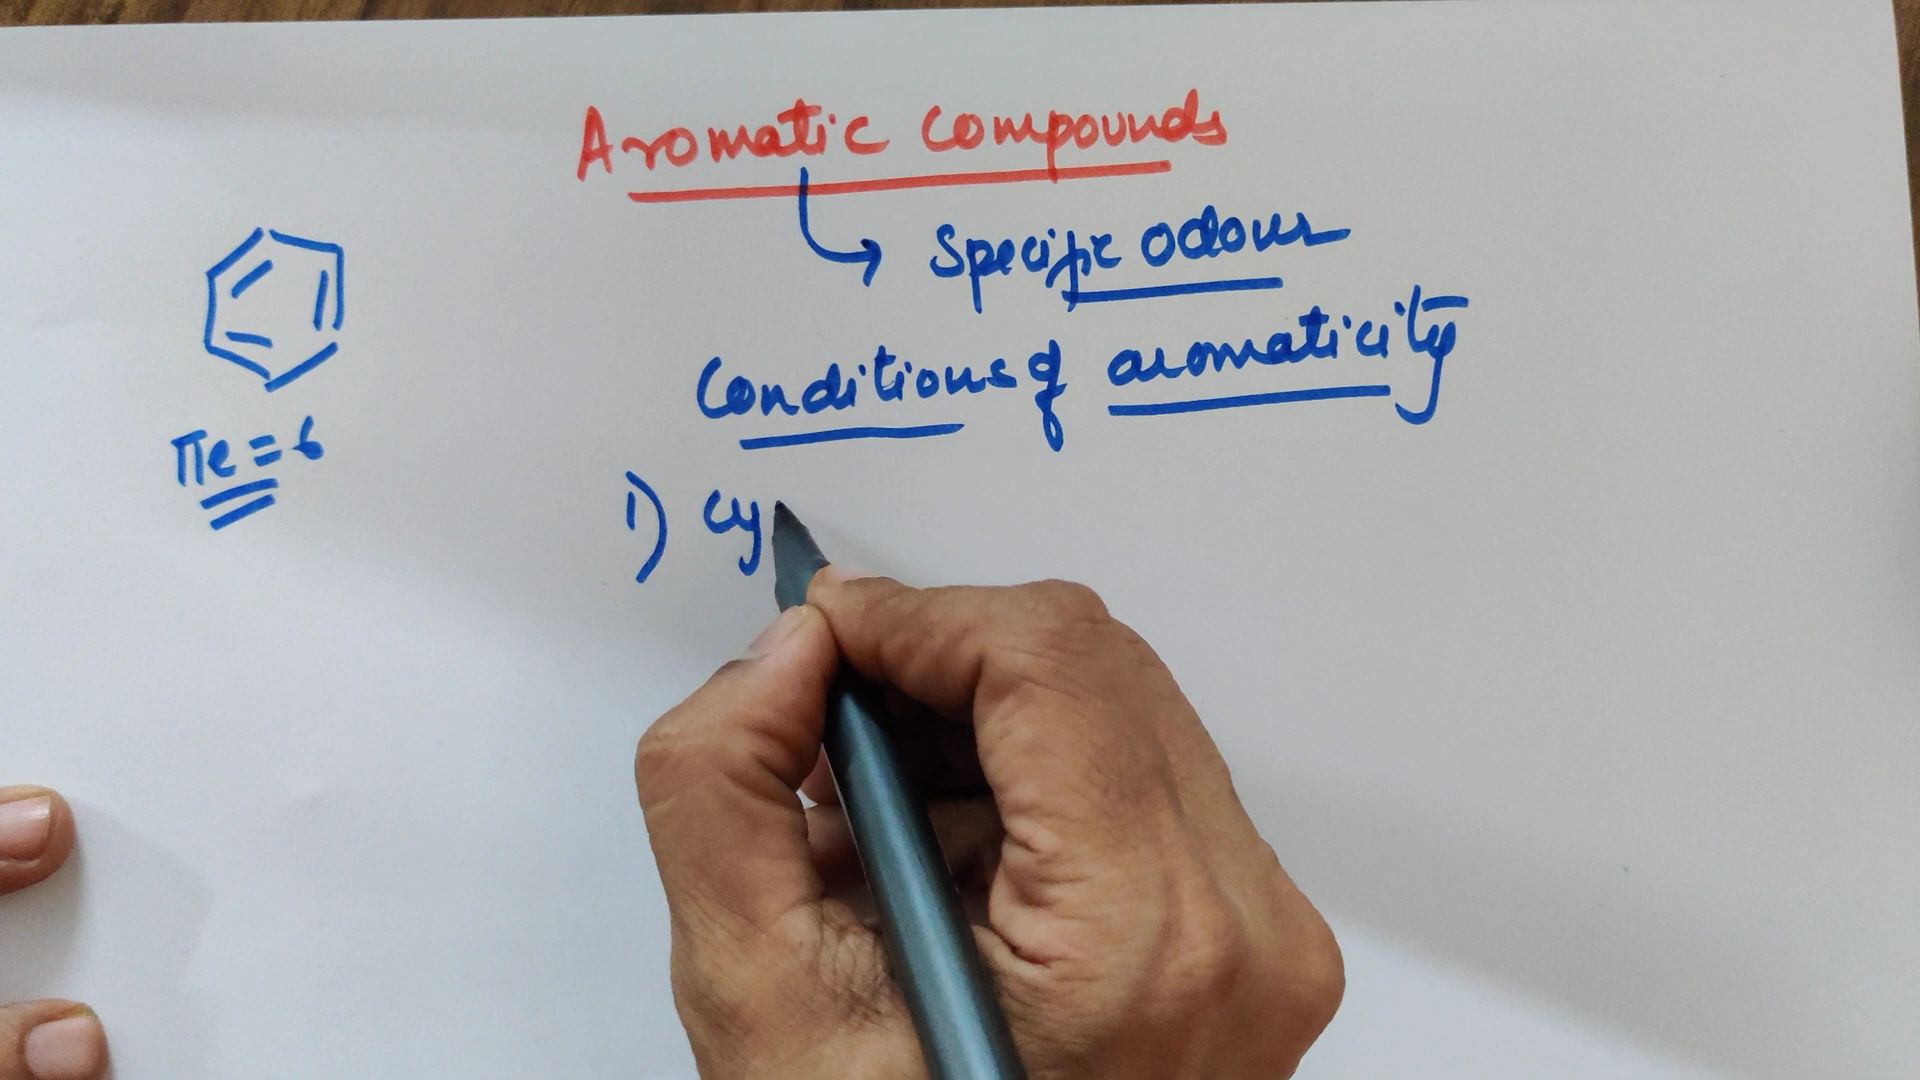 Aromatic Compounds
Specific odour
Conditions of aromaticity
πe = 6
1) Cy